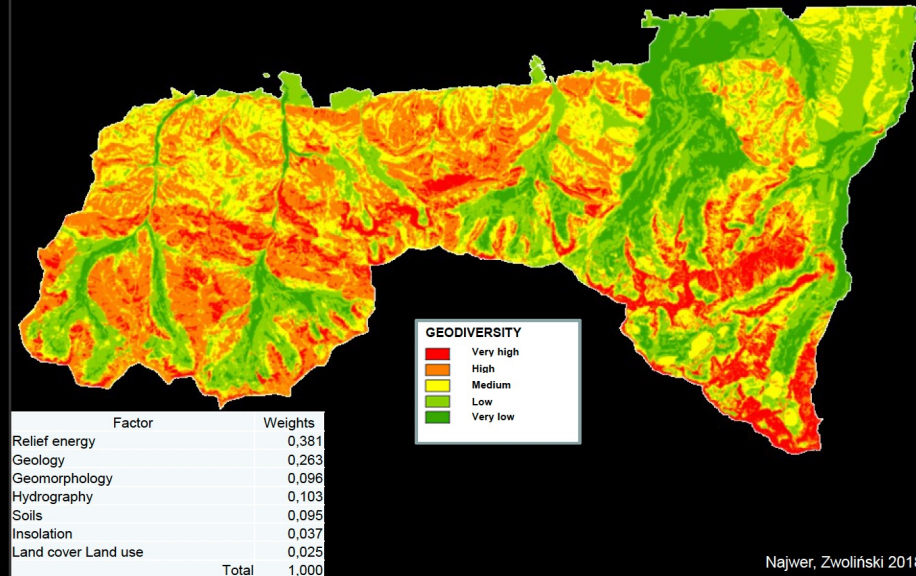 GEODIVERSITY
Very high
High
Medium
Low
Very low
Factor Weights
Relief energy 0,381
Geology 0,263
Geomorphology 0,096
Hydrography 0,103
Soils 0,095
Insolation 0,037
Land cover Land use 0,025
Total 1,000
Najwer, Zwoliński 2018